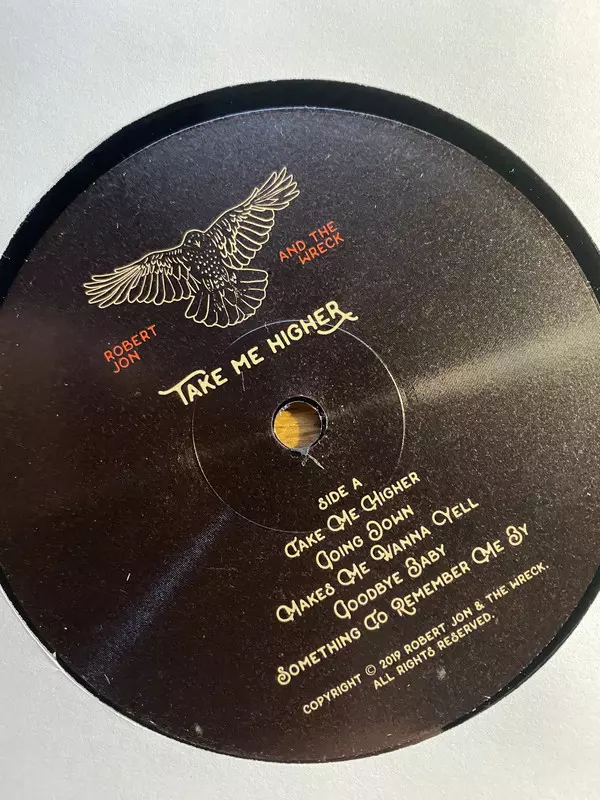 ROBERT JON
AND THE WRECK
TAKE ME HIGHER
SIDE A
Take Me Higher
Going Down
Makes Me Wanna Yell
Goodbye Baby
Something To Remember Me By
COPYRIGHT © 2019 ROBERT JON & THE WRECK.
ALL RIGHTS RESERVED.